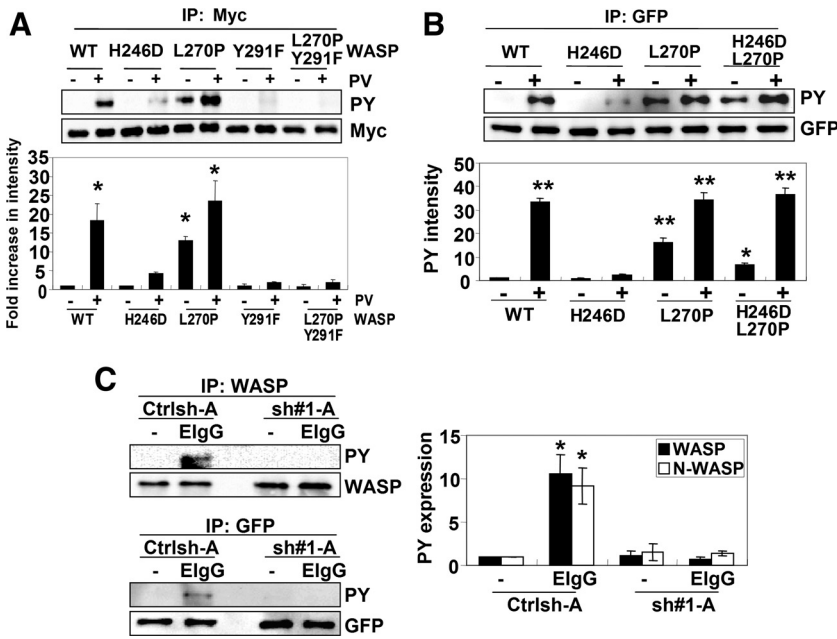 A
IP: Myc
WT H246D L270P Y291F L270P Y291F WASP
- + - + - + - + - + PV
PY
Myc
Fold increase in intensity
35
30
25
20
15
10
5
0
* * *
- + - + - + - + - + PV
WT H246D L270P Y291F L270P Y291F WASP
B
IP: GFP
WT H246D L270P H246D L270P
- + - + - + - +
PY
GFP
PY intensity
50
40
30
20
10
0
** ** ** * **
- + - + - + - +
WT H246D L270P H246D L270P
C
IP: WASP
Ctrlsh-A sh#1-A
- EIgG - EIgG
PY
WASP
IP: GFP
Ctrlsh-A sh#1-A
- EIgG - EIgG
PY
GFP
PY expression
15
10
5
0
* *
WASP
N-WASP
- EIgG - EIgG
Ctrlsh-A sh#1-A